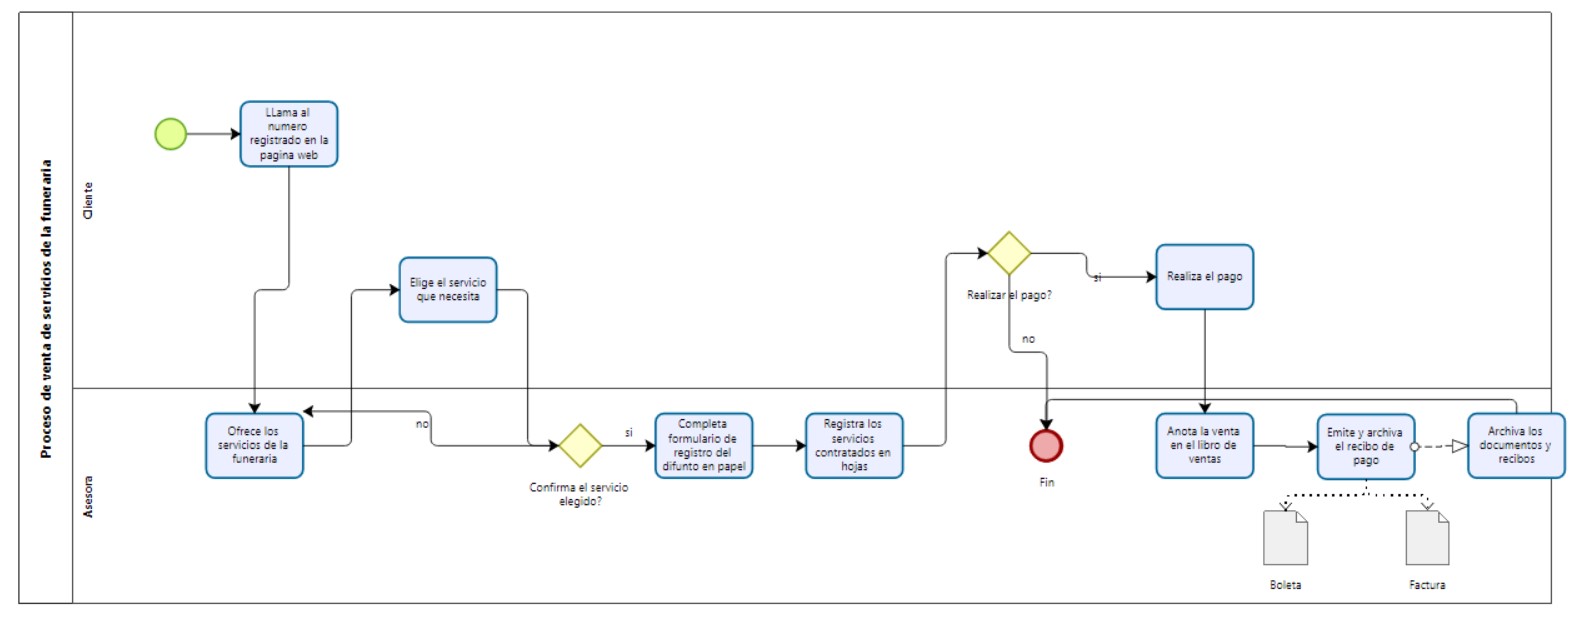 Proceso de venta de servicios de la funeraria
Cliente
LLama al
numero
registrado en la
pagina web
Elige el servicio
que necesita
Realizar el pago?
si
no
Realiza el pago
Asesora
Ofrece los
servicios de la
funeraria
no
Confirma el servicio
elegido?
si
Completa
formulario de
registro del
difunto en papel
Registra los
servicios
contratados en
hojas
Fin
Anota la venta
en el libro de
ventas
Emite y archiva
el recibo de
pago
Archiva los
documentos y
recibos
Boleta
Factura